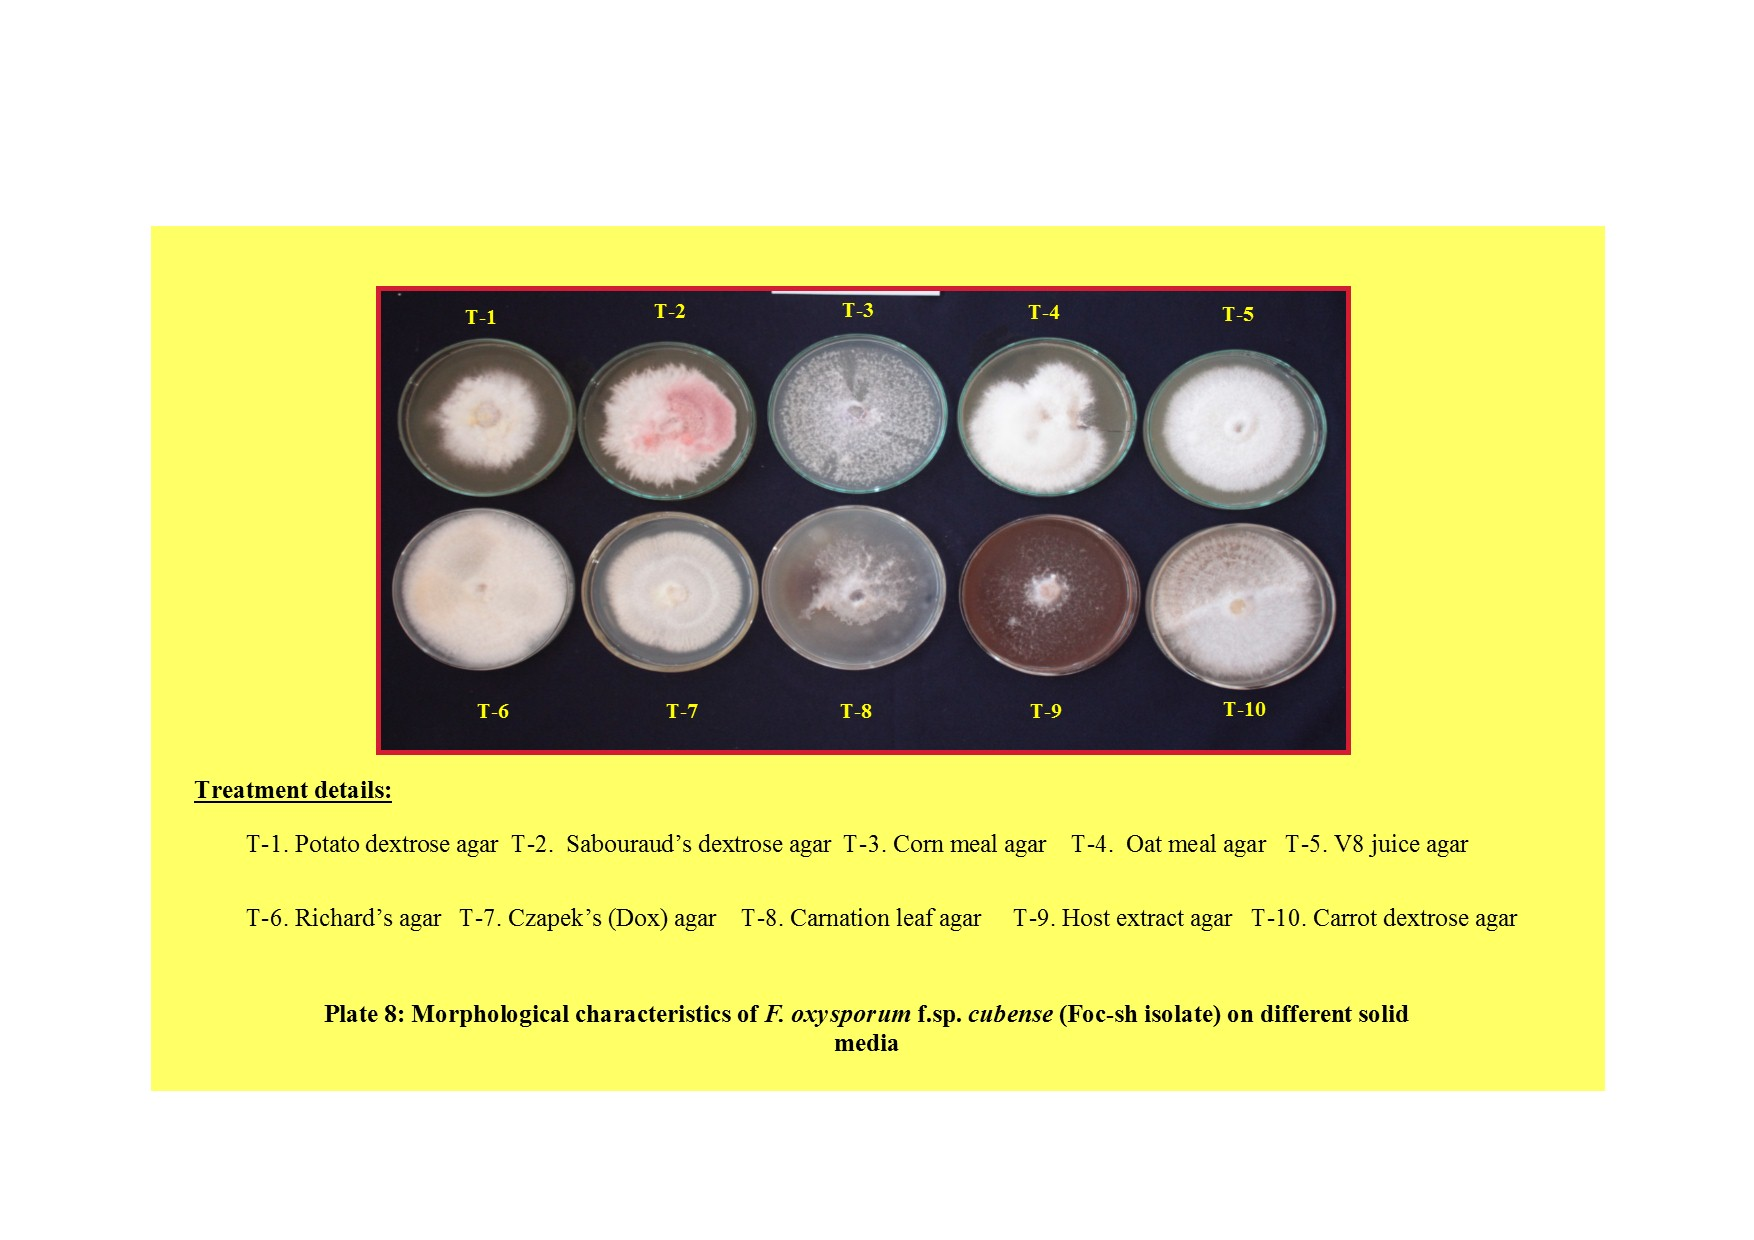 T-1 T-2 T-3 T-4 T-5
T-6 T-7 T-8 T-9 T-10
Treatment details:
T-1. Potato dextrose agar T-2. Sabouraud’s dextrose agar T-3. Corn meal agar T-4. Oat meal agar T-5. V8 juice agar
T-6. Richard’s agar T-7. Czapek’s (Dox) agar T-8. Carnation leaf agar T-9. Host extract agar T-10. Carrot dextrose agar
Plate 8: Morphological characteristics of F. oxysporum f.sp. cubense (Foc-sh isolate) on different solid
media